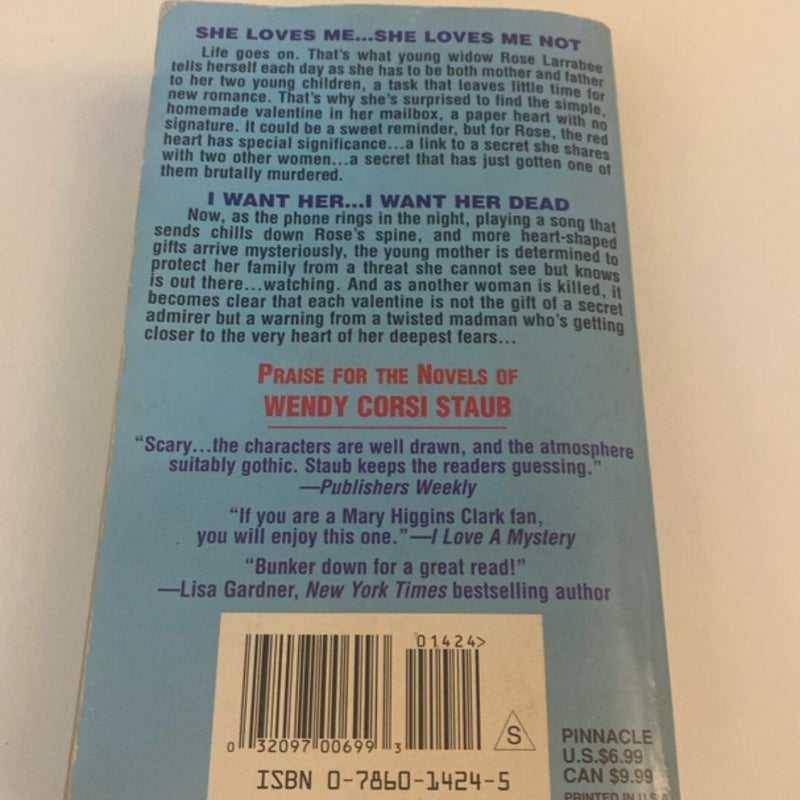 SHE LOVES ME...SHE LOVES ME NOT
Life goes on. That's what young widow Rose Larrabee
tells herself each day as she has to be both mother and father
to her two young children, a task that leaves little time for
new romance. That's why she's surprised to find the simple,
homemade valentine in her mailbox, a paper heart with no
signature. It could be a sweet reminder, but for Rose, the red
heart has special significance...a link to a secret she shares
with two other women...a secret that has just gotten one of
them brutally murdered.
I WANT HER...I WANT HER DEAD
Now, as the phone rings in the night, playing a song that
sends chills down Rose's spine, and more heart-shaped
gifts arrive mysteriously, the young mother is determined to
protect her family from a threat she cannot see but knows
is out there...watching. And as another woman is killed, it
becomes clear that each valentine is not the gift of a secret
admirer but a warning from a twisted madman who's getting
closer to the very heart of her deepest fears...
PRAISE FOR THE NOVELS OF
WENDY CORSI STAUB
"Scary...the characters are well drawn, and the atmosphere
suitably gothic. Staub keeps the readers guessing."
—Publishers Weekly
"If you are a Mary Higgins Clark fan,
you will enjoy this one."—I Love A Mystery
"Bunker down for a great read!"
—Lisa Gardner, New York Times bestselling author
01424>
0 32097 00699 3
S
ISBN 0-7860-1424-5
PINNACLE
U.S.$6.99
CAN $9.99
PRINTED IN U.S.A.